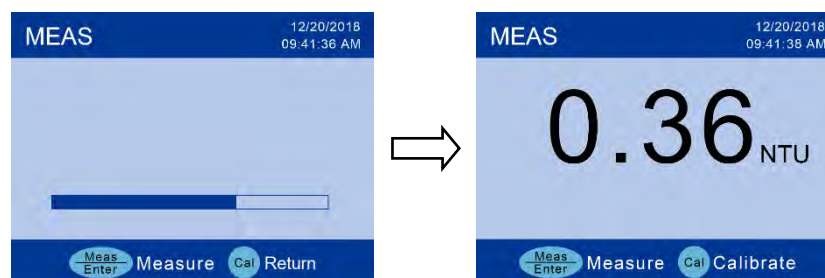 MEAS
12/20/2018
09:41:36 AM
Meas
Enter
Measure
Cal
Return
MEAS
12/20/2018
09:41:38 AM
0.36 NTU
Meas
Enter
Measure
Cal
Calibrate